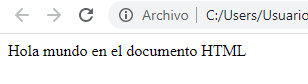 Archivo | C:/Users/Usuario
Hola mundo en el documento HTML